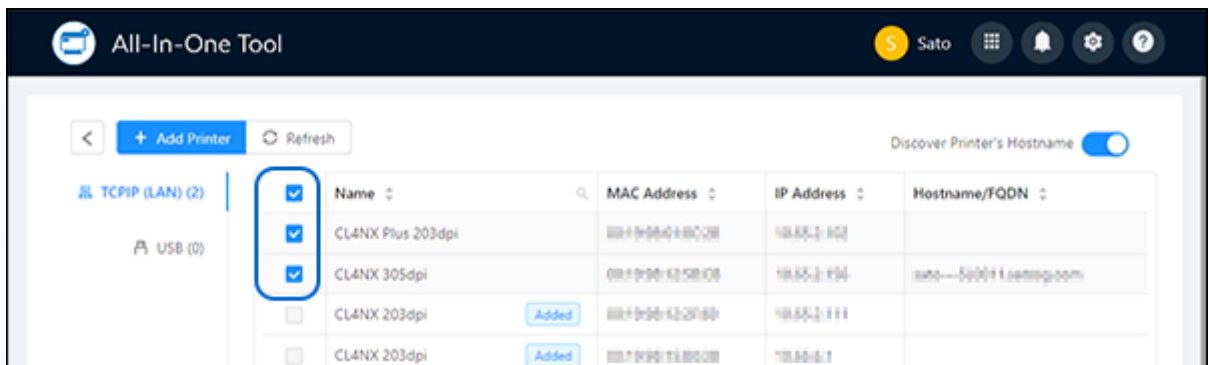 All-In-One Tool
S Sato
+ Add Printer Refresh Discover Printer's Hostname
TCPIP (LAN) (2)
USB (0)
Name MAC Address IP Address Hostname/FQDN
CL4NX Plus 203dpi
CL4NX 305dpi
CL4NX 203dpi Added
CL4NX 203dpi Added